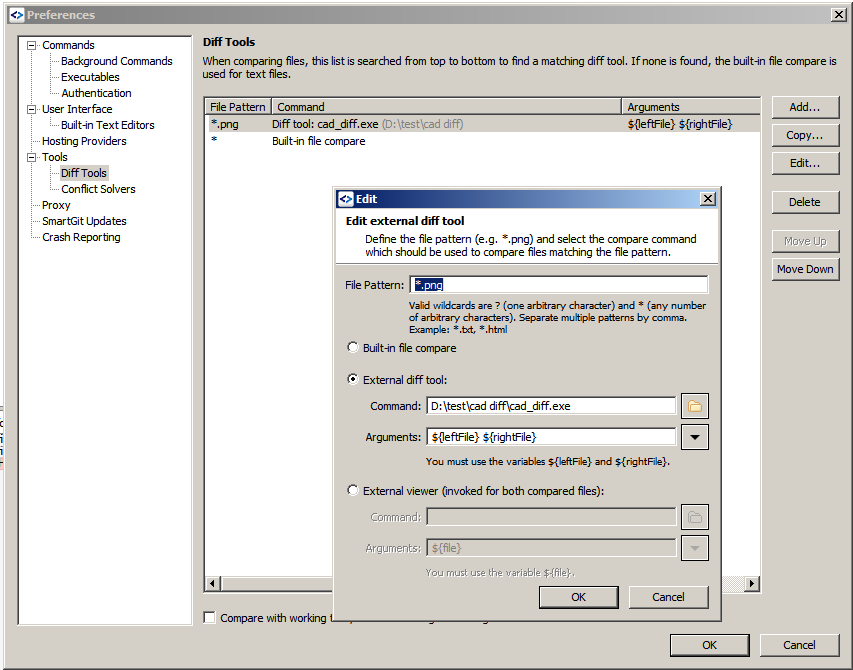 Preferences
Commands
Background Commands
Executables
Authentication
User Interface
Built-in Text Editors
Hosting Providers
Tools
Diff Tools
Conflict Solvers
Proxy
SmartGit Updates
Crash Reporting
Diff Tools
When comparing files, this list is searched from top to bottom to find a matching diff tool. If none is found, the built-in file compare is
used for text files.
File Pattern Command Arguments
*.png Diff tool: cad_diff.exe (D:\test\cad diff) ${leftFile} ${rightFile}
* Built-in file compare
Add...
Copy...
Edit...
Delete
Move Up
Move Down
Edit
Edit external diff tool
Define the file pattern (e.g. *.png) and select the compare command
which should be used to compare files matching the file pattern.
File Pattern: *.png
Valid wildcards are ? (one arbitrary character) and * (any number
of arbitrary characters). Separate multiple patterns by comma.
Example: *.txt, *.html
Built-in file compare
External diff tool:
Command: D:\test\cad diff\cad_diff.exe
Arguments: ${leftFile} ${rightFile}
You must use the variables ${leftFile} and ${rightFile}.
External viewer (invoked for both compared files):
Command:
Arguments: ${file}
You must use the variable ${file}.
OK Cancel
Compare with working
OK Cancel